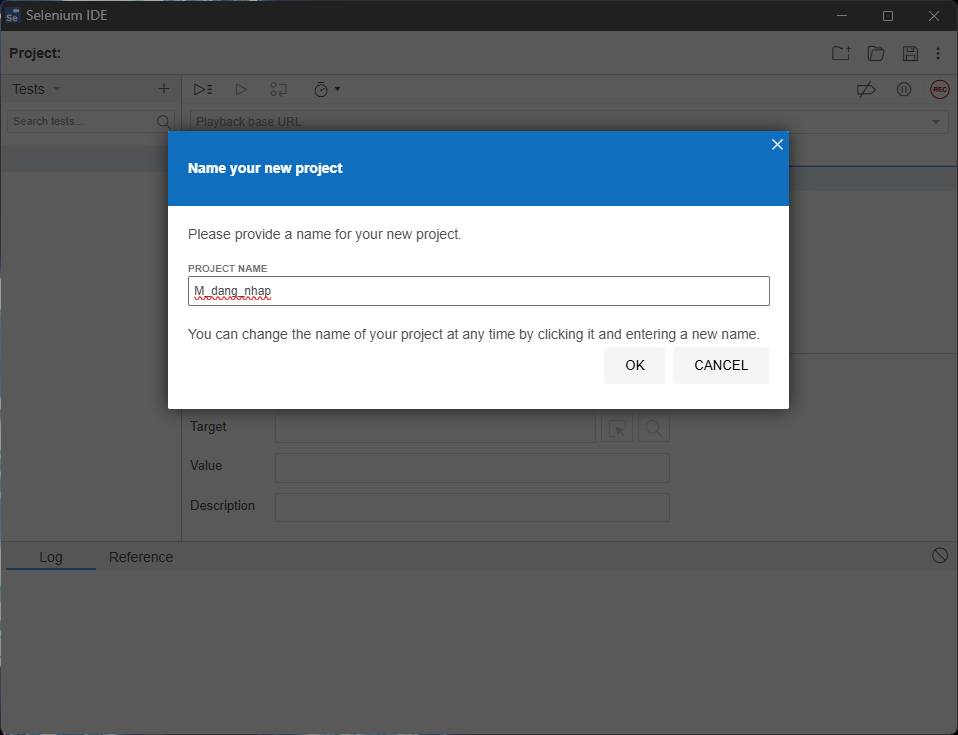 Se Selenium IDE
Project:
Tests
Search tests...
Playback base URL
REC
Name your new project
Please provide a name for your new project.
PROJECT NAME
M_dang_nhap
You can change the name of your project at any time by clicking it and entering a new name.
OK CANCEL
Target
Value
Description
Log Reference